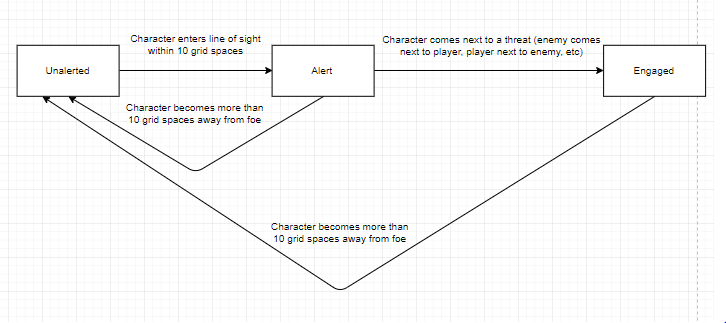 Character enters line of sight
within 10 grid spaces
Character comes next to a threat (enemy comes
next to player, player next to enemy, etc)
Unalerted
Alert
Engaged
Character becomes more than
10 grid spaces away from foe
Character becomes more than
10 grid spaces away from foe